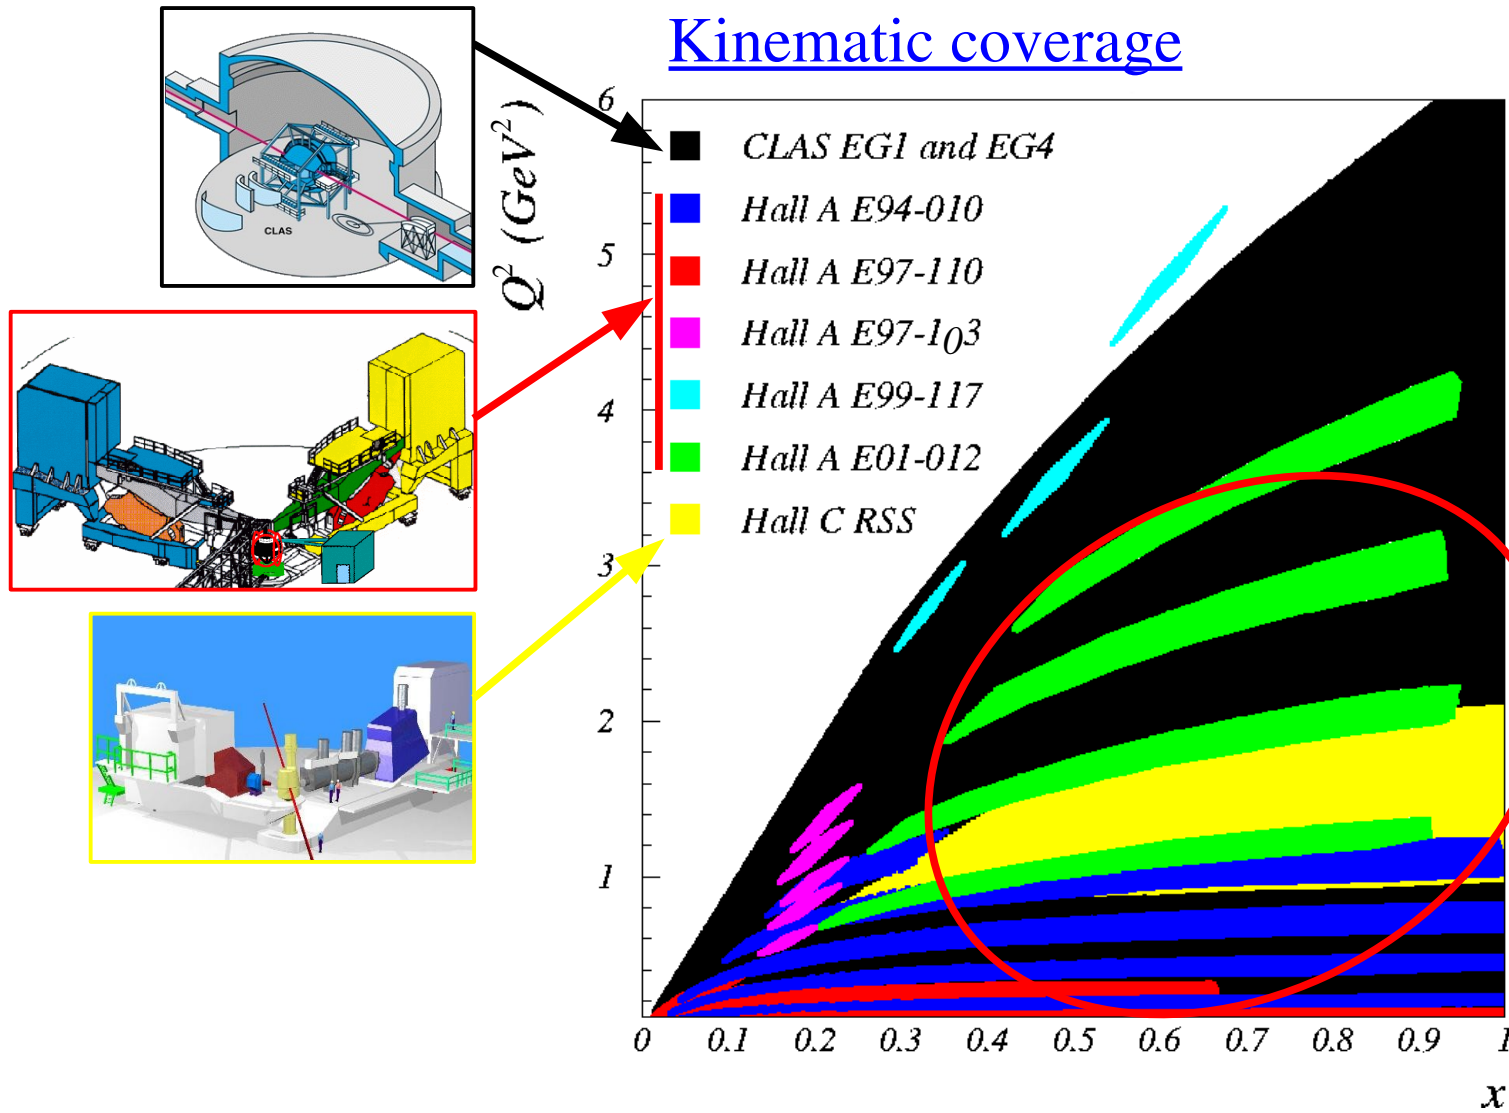 Kinematic coverage
CLAS
Q² (GeV²)
6
5
4
3
2
1
CLAS EG1 and EG4
Hall A E94-010
Hall A E97-110
Hall A E97-103
Hall A E99-117
Hall A E01-012
Hall C RSS
0 0.1 0.2 0.3 0.4 0.5 0.6 0.7 0.8 0.9 1
x